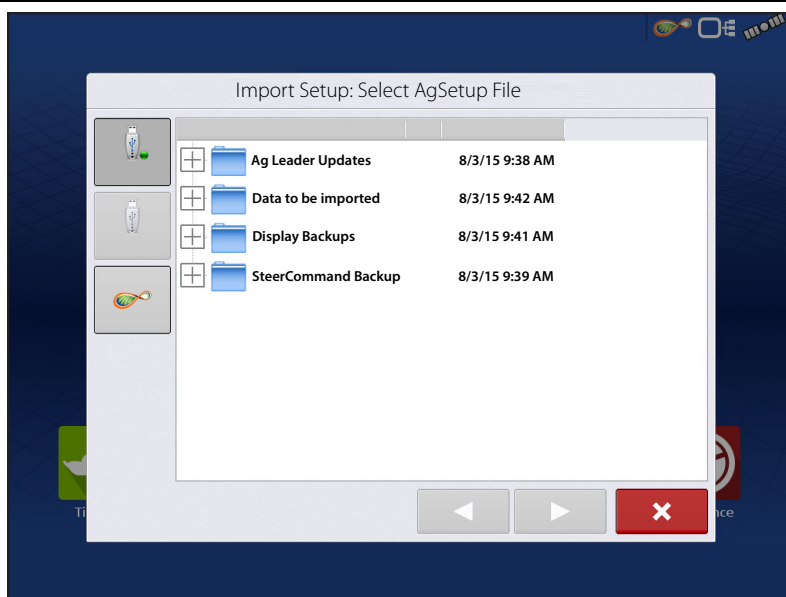 Import Setup: Select AgSetup File
Ag Leader Updates 8/3/15 9:38 AM
Data to be imported 8/3/15 9:42 AM
Display Backups 8/3/15 9:41 AM
SteerCommand Backup 8/3/15 9:39 AM
Ti
nce